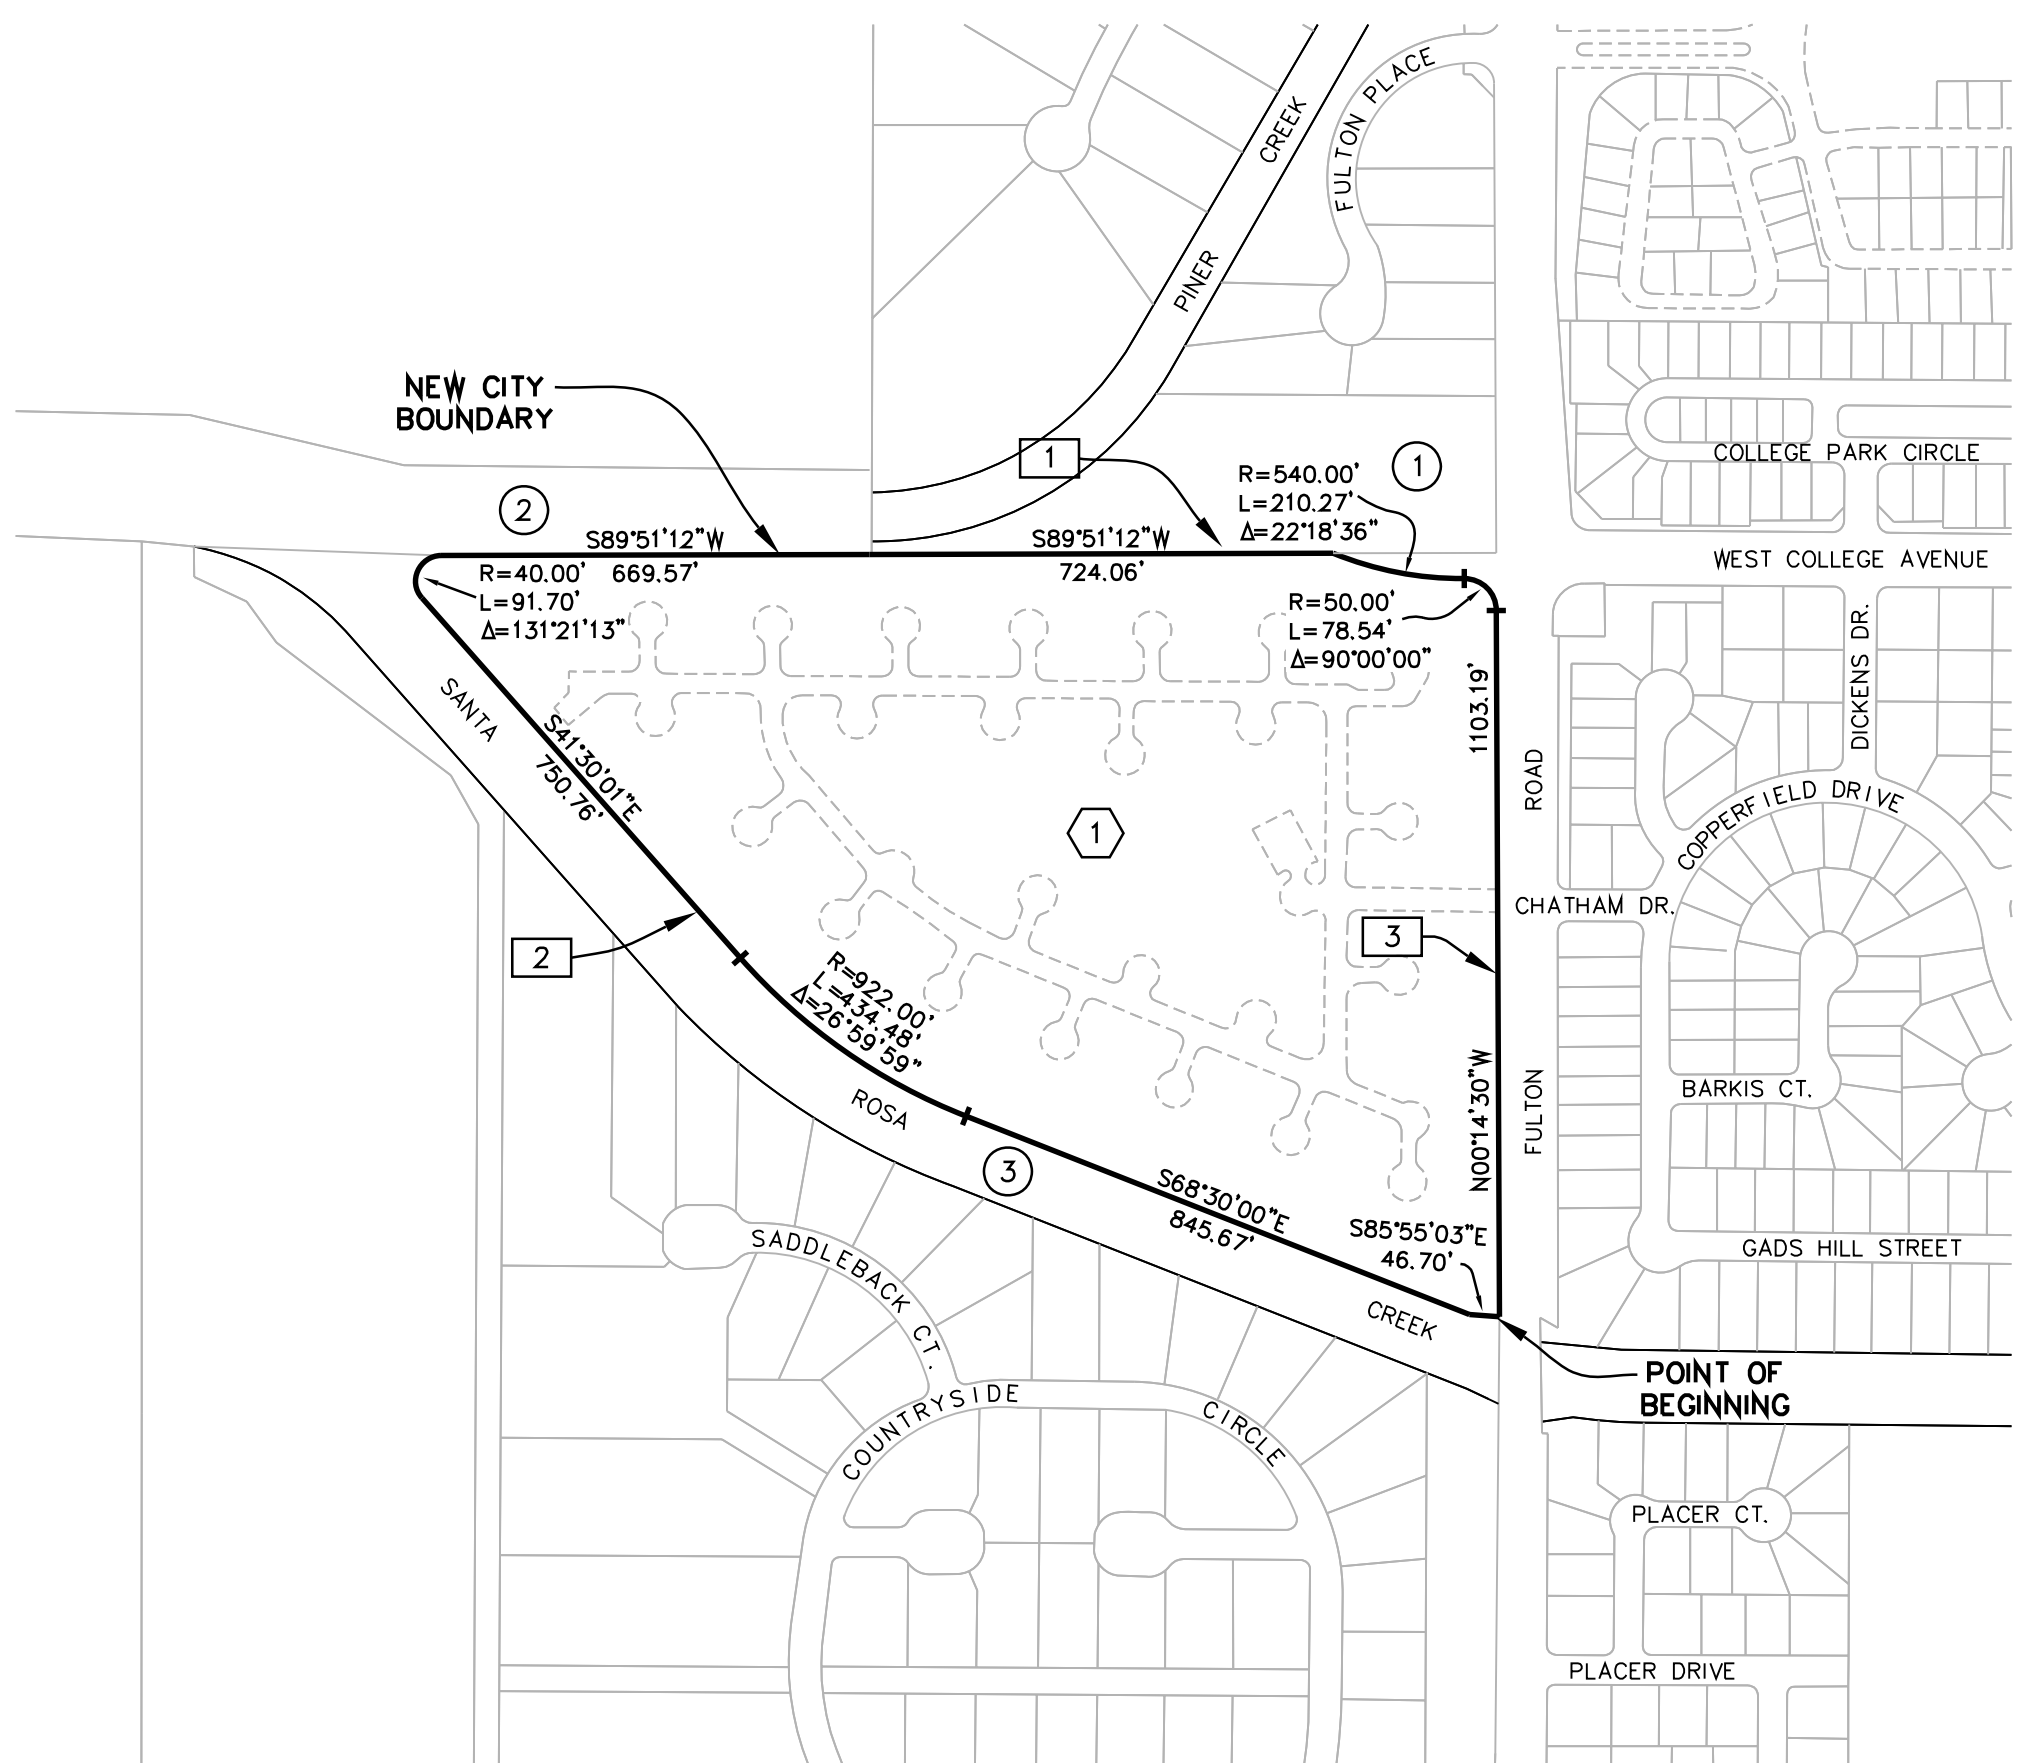 FULTON PLACE
PINER CREEK
NEW CITY
BOUNDARY
1
R=540.00'
L=210.27'
Δ=22°18'36"
1
COLLEGE PARK CIRCLE
2
S89°51'12"W
669.57'
S89°51'12"W
724.06'
WEST COLLEGE AVENUE
R=40.00'
L=91.70'
Δ=131°21'13"
R=50.00'
L=78.54'
Δ=90°00'00"
DICKENS DR.
1103.19'
N00°14'30"W
SANTA ROSA CREEK
S41°30'01"E
750.76'
FULTON ROAD
COPPERFIELD DRIVE
1
CHATHAM DR.
3
2
R=922.00'
L=434.48'
Δ=26°59'59"
BARKIS CT.
3
S68°30'00"E
845.67'
S85°55'03"E
46.70'
GADS HILL STREET
SADDLEBACK CT.
POINT OF
BEGINNING
COUNTRYSIDE CIRCLE
PLACER CT.
PLACER DRIVE